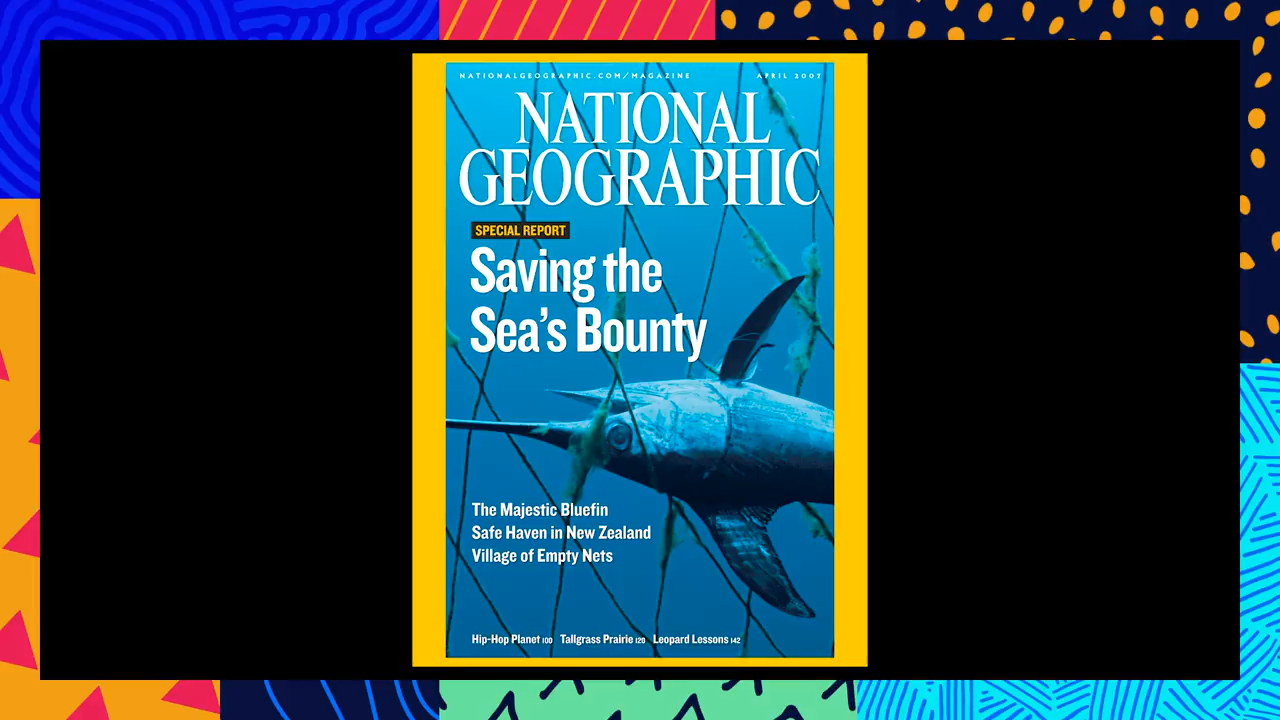 NATIONALGEOGRAPHIC.COM/MAGAZINE APRIL 2007
NATIONAL
GEOGRAPHIC
SPECIAL REPORT
Saving the
Sea's Bounty
The Majestic Bluefin
Safe Haven in New Zealand
Village of Empty Nets
Hip-Hop Planet 100 Tallgrass Prairie 120 Leopard Lessons 142